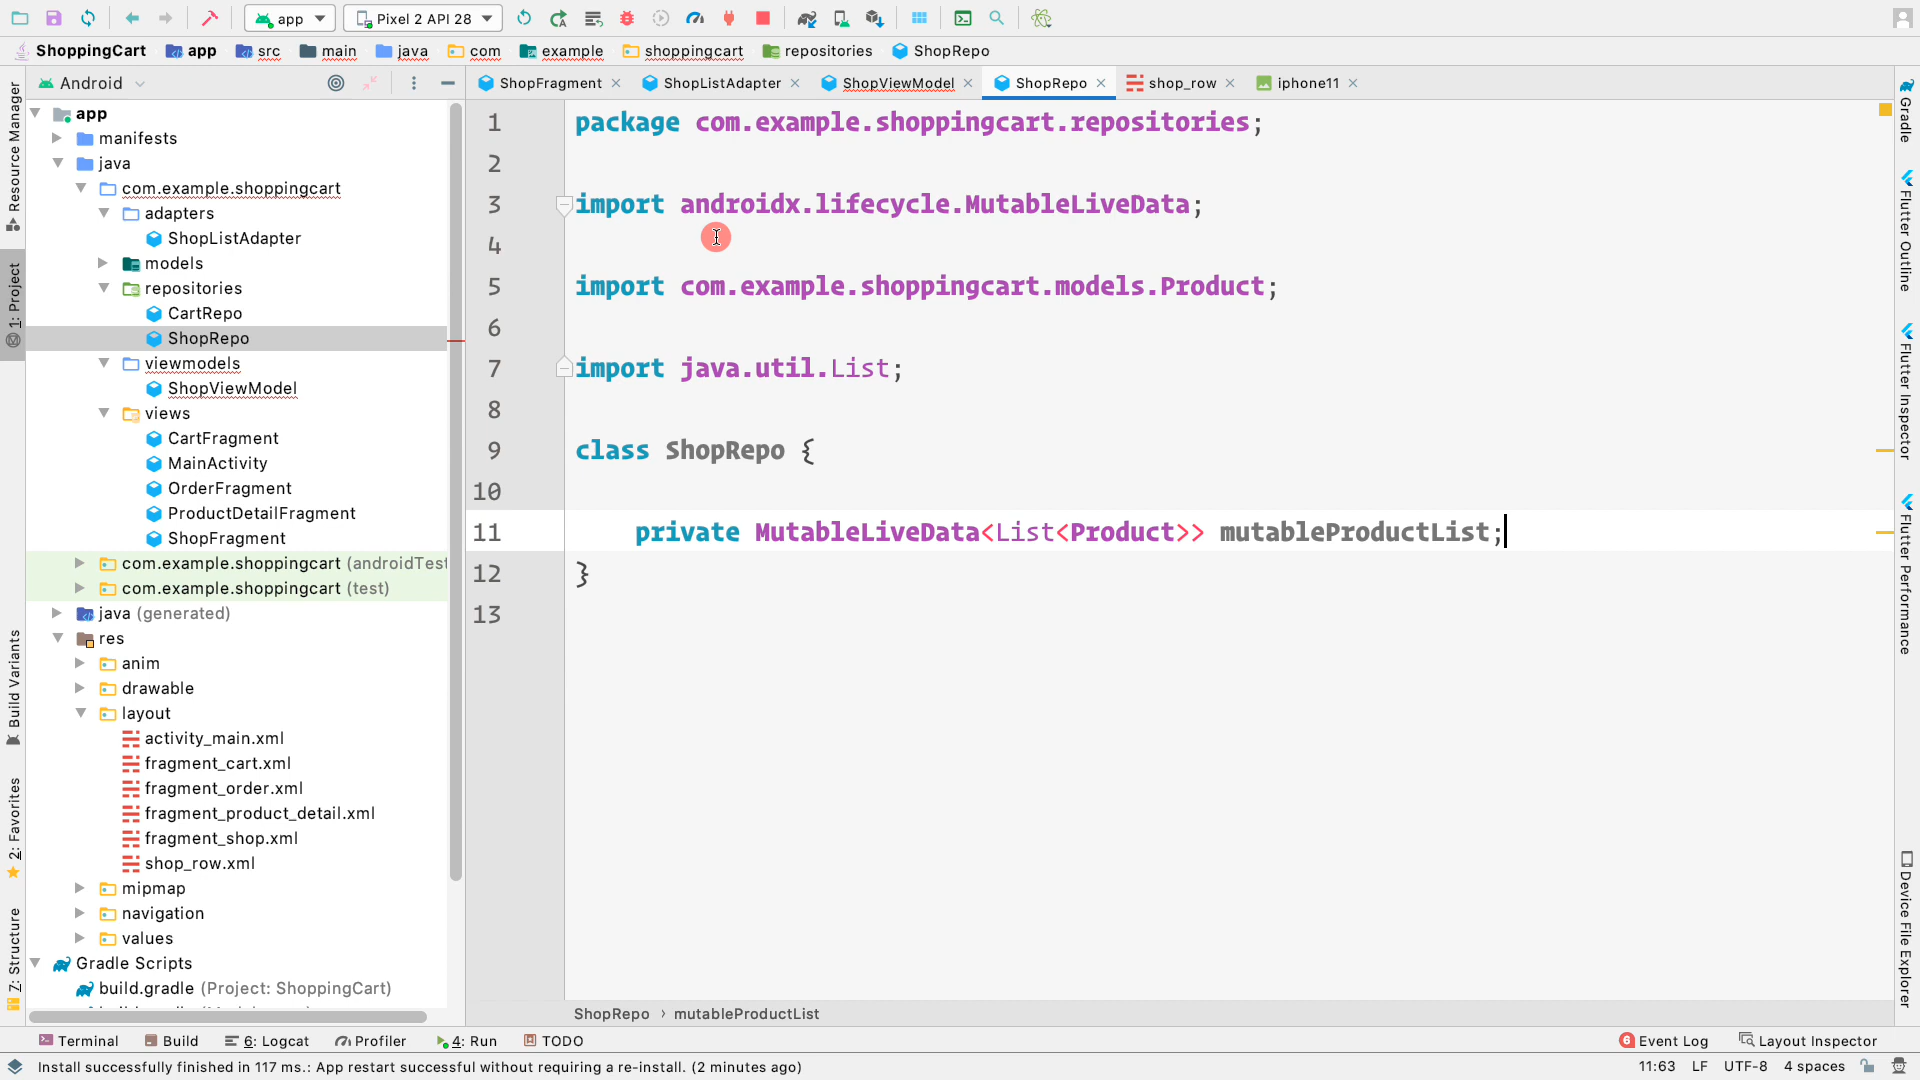 app
Pixel 2 API 28
ShoppingCart
app
src
main
java
com
example
shoppingcart
repositories
ShopRepo
Android
ShopFragment
ShopListAdapter
ShopViewModel
ShopRepo
shop_row
iphone11
app
manifests
java
com.example.shoppingcart
adapters
ShopListAdapter
models
repositories
CartRepo
ShopRepo
viewmodels
ShopViewModel
views
CartFragment
MainActivity
OrderFragment
ProductDetailFragment
ShopFragment
com.example.shoppingcart (androidTest
com.example.shoppingcart (test)
java (generated)
res
anim
drawable
layout
activity_main.xml
fragment_cart.xml
fragment_order.xml
fragment_product_detail.xml
fragment_shop.xml
shop_row.xml
mipmap
navigation
values
Gradle Scripts
build.gradle (Project: ShoppingCart)
Resource Manager
1: Project
Build Variants
2: Favorites
7: Structure
1 package com.example.shoppingcart.repositories;
2
3 import androidx.lifecycle.MutableLiveData;
4
5 import com.example.shoppingcart.models.Product;
6
7 import java.util.List;
8
9 class ShopRepo {
10
11 private MutableLiveData<List<Product>> mutableProductList;
12 }
13
Gradle
Flutter Outline
Flutter Inspector
Flutter Performance
Device File Explorer
ShopRepo › mutableProductList
Terminal
Build
6: Logcat
Profiler
4: Run
TODO
6 Event Log
Layout Inspector
Install successfully finished in 117 ms.: App restart successful without requiring a re-install. (2 minutes ago)
11:63 LF UTF-8 4 spaces